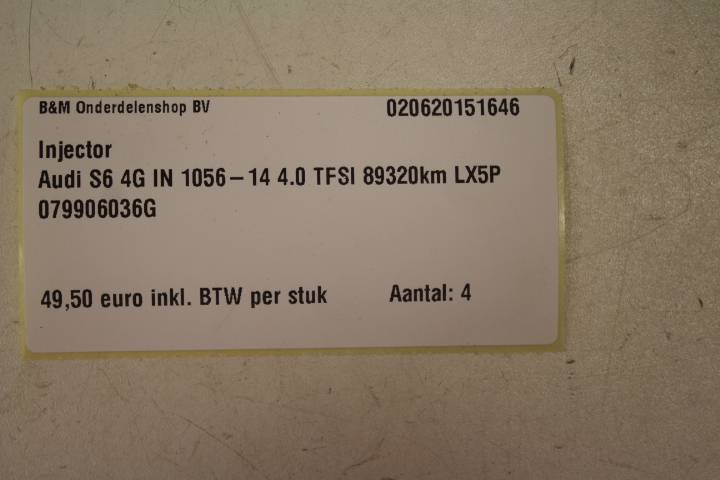 B&M Onderdelenshop BV 020620151646
Injector
Audi S6 4G IN 1056-14 4.0 TFSI 89320km LX5P
079906036G
49,50 euro inkl. BTW per stuk Aantal: 4